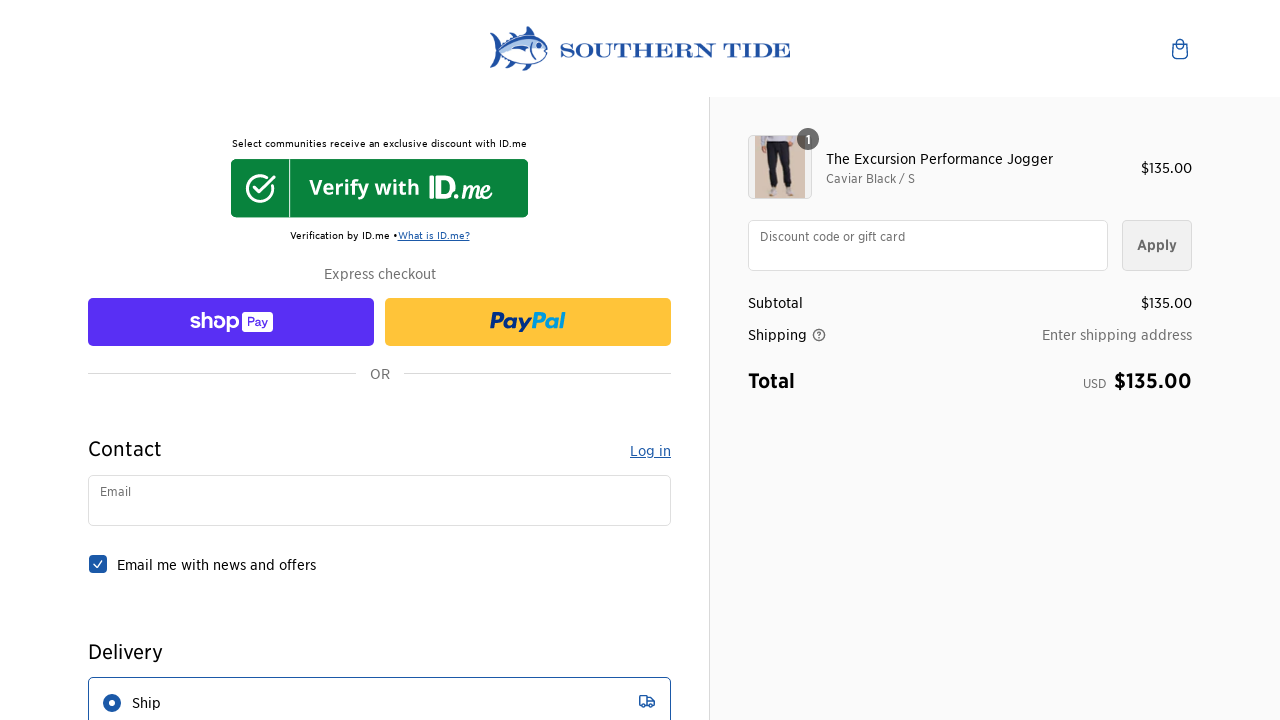 SOUTHERN TIDE
Select communities receive an exclusive discount with ID.me
Verify with ID.me
Verification by ID.me •What is ID.me?
Express checkout
shop Pay
PayPal
OR
Contact
Log in
Email
Email me with news and offers
Delivery
Ship
1
The Excursion Performance Jogger
$135.00
Caviar Black / S
Discount code or gift card
Apply
Subtotal
$135.00
Shipping
Enter shipping address
Total
USD $135.00